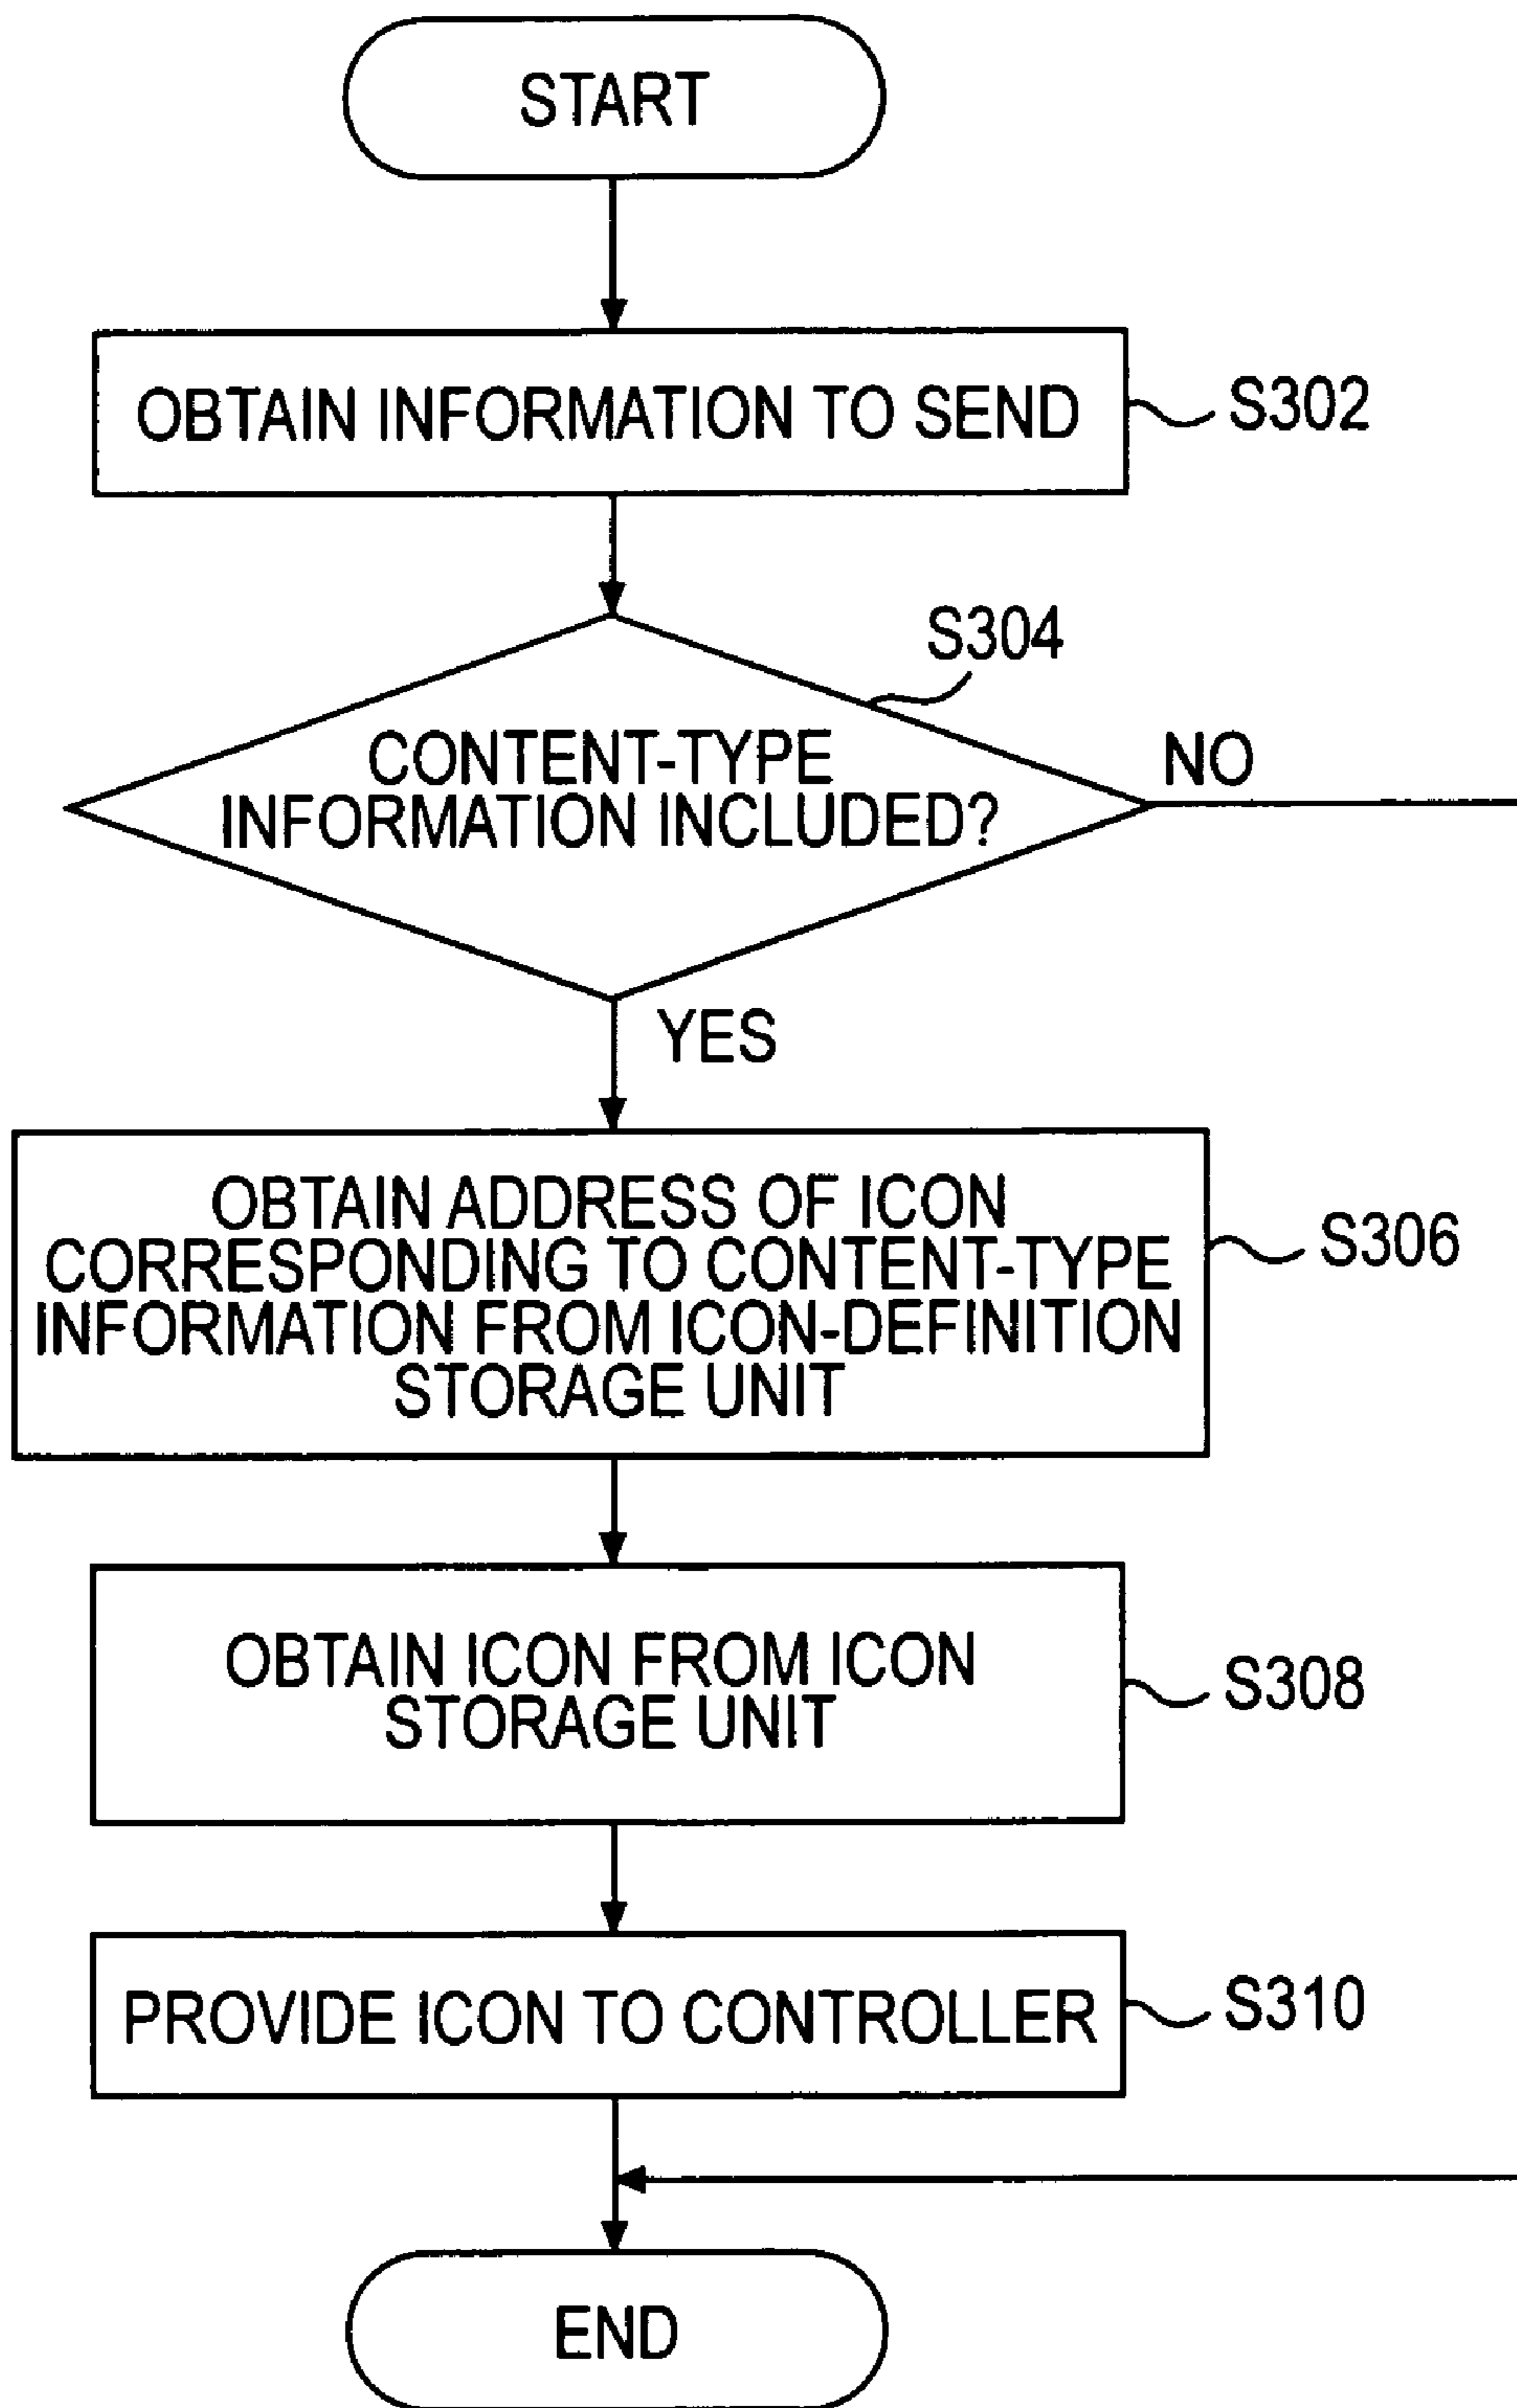 START
OBTAIN INFORMATION TO SEND
S302
S304
CONTENT-TYPE
INFORMATION INCLUDED?
NO
YES
OBTAIN ADDRESS OF ICON
CORRESPONDING TO CONTENT-TYPE
INFORMATION FROM ICON-DEFINITION
STORAGE UNIT
S306
OBTAIN ICON FROM ICON
STORAGE UNIT
S308
PROVIDE ICON TO CONTROLLER
S310
END